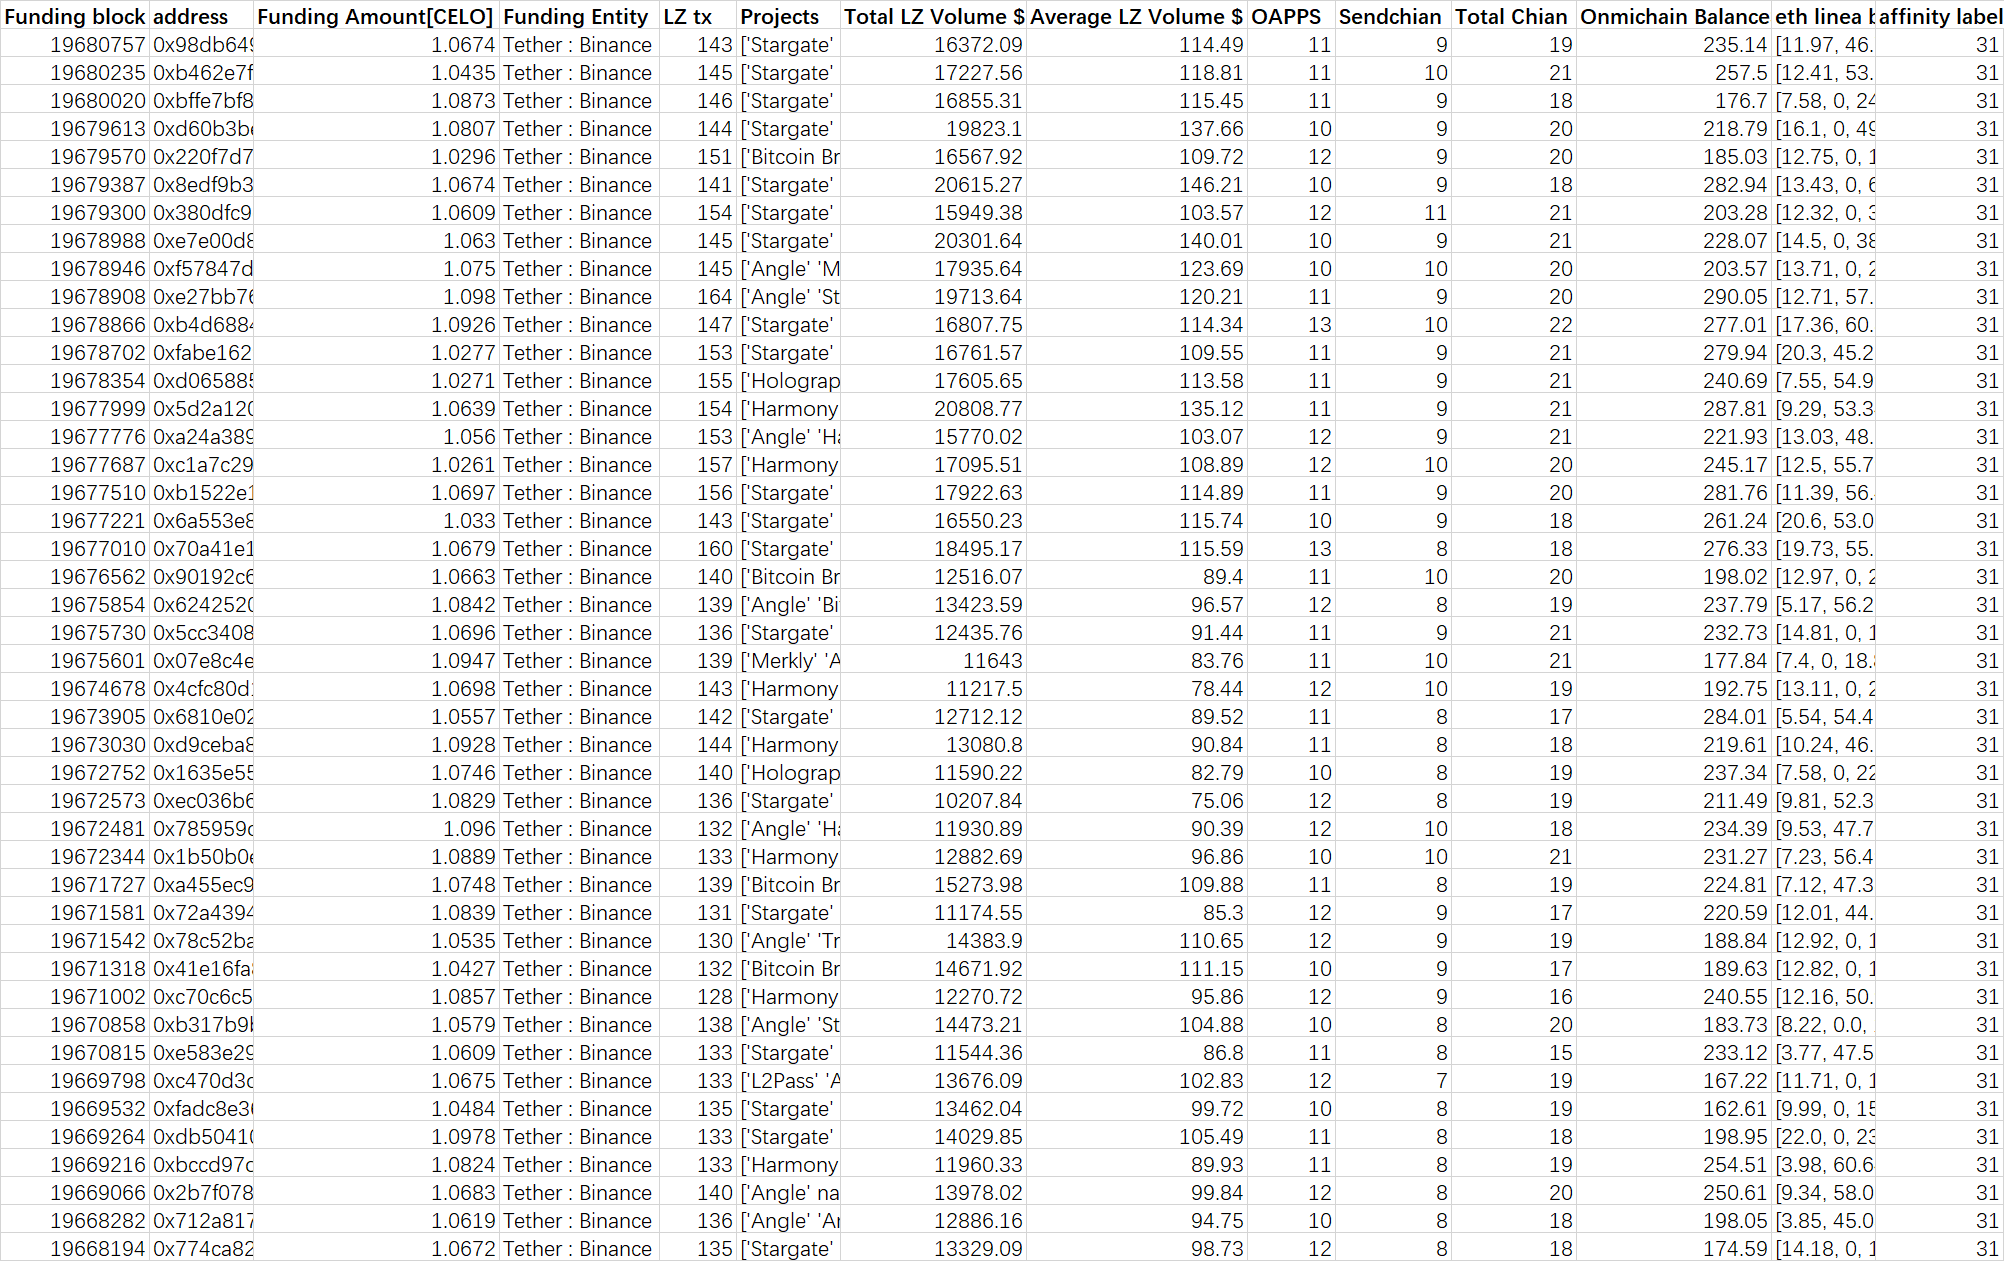 Funding block address Funding Amount[CELO] Funding Entity LZ tx Projects Total LZ Volume $ Average LZ Volume $ OAPPS Sendchian Total Chian Onmichain Balance eth linea b affinity label
19680757 0x98db649 1.0674 Tether : Binance 143 ['Stargate' 16372.09 114.49 11 9 19 235.14 [11.97, 46. 31
19680235 0xb462e7f 1.0435 Tether : Binance 145 ['Stargate' 17227.56 118.81 11 10 21 257.5 [12.41, 53. 31
19680020 0xbffe7bf8 1.0873 Tether : Binance 146 ['Stargate' 16855.31 115.45 11 9 18 176.7 [7.58, 0, 24 31
19679613 0xd60b3be 1.0807 Tether : Binance 144 ['Stargate' 19823.1 137.66 10 9 20 218.79 [16.1, 0, 49 31
19679570 0x220f7d7 1.0296 Tether : Binance 151 ['Bitcoin Br 16567.92 109.72 12 9 20 185.03 [12.75, 0, 1 31
19679387 0x8edf9b3 1.0674 Tether : Binance 141 ['Stargate' 20615.27 146.21 10 9 18 282.94 [13.43, 0, 6 31
19679300 0x380dfc9 1.0609 Tether : Binance 154 ['Stargate' 15949.38 103.57 12 11 21 203.28 [12.32, 0, 3 31
19678988 0xe7e00d8 1.063 Tether : Binance 145 ['Stargate' 20301.64 140.01 10 9 21 228.07 [14.5, 0, 38 31
19678946 0xf57847d 1.075 Tether : Binance 145 ['Angle' 'M 17935.64 123.69 10 10 20 203.57 [13.71, 0, 2 31
19678908 0xe27bb76 1.098 Tether : Binance 164 ['Angle' 'St 19713.64 120.21 11 9 20 290.05 [12.71, 57. 31
19678866 0xb4d6884 1.0926 Tether : Binance 147 ['Stargate' 16807.75 114.34 13 10 22 277.01 [17.36, 60. 31
19678702 0xfabe162 1.0277 Tether : Binance 153 ['Stargate' 16761.57 109.55 11 9 21 279.94 [20.3, 45.2 31
19678354 0xd065885 1.0271 Tether : Binance 155 ['Holograp 17605.65 113.58 11 9 21 240.69 [7.55, 54.9 31
19677999 0x5d2a120 1.0639 Tether : Binance 154 ['Harmony 20808.77 135.12 11 9 21 287.81 [9.29, 53.3 31
19677776 0xa24a389 1.056 Tether : Binance 153 ['Angle' 'Ha 15770.02 103.07 12 9 21 221.93 [13.03, 48. 31
19677687 0xc1a7c29 1.0261 Tether : Binance 157 ['Harmony 17095.51 108.89 12 10 20 245.17 [12.5, 55.7 31
19677510 0xb1522e1 1.0697 Tether : Binance 156 ['Stargate' 17922.63 114.89 11 9 20 281.76 [11.39, 56. 31
19677221 0x6a553e8 1.033 Tether : Binance 143 ['Stargate' 16550.23 115.74 10 9 18 261.24 [20.6, 53.0 31
19677010 0x70a41e1 1.0679 Tether : Binance 160 ['Stargate' 18495.17 115.59 13 8 18 276.33 [19.73, 55. 31
19676562 0x90192c6 1.0663 Tether : Binance 140 ['Bitcoin Br 12516.07 89.4 11 10 20 198.02 [12.97, 0, 2 31
19675854 0x6242520 1.0842 Tether : Binance 139 ['Angle' 'Bi 13423.59 96.57 12 8 19 237.79 [5.17, 56.2 31
19675730 0x5cc3408 1.0696 Tether : Binance 136 ['Stargate' 12435.76 91.44 11 9 21 232.73 [14.81, 0, 1 31
19675601 0x07e8c4e 1.0947 Tether : Binance 139 ['Merkly' 'A 11643 83.76 11 10 21 177.84 [7.4, 0, 18.8 31
19674678 0x4cfc80d 1.0698 Tether : Binance 143 ['Harmony 11217.5 78.44 12 10 19 192.75 [13.11, 0, 2 31
19673905 0x6810e02 1.0557 Tether : Binance 142 ['Stargate' 12712.12 89.52 11 8 17 284.01 [5.54, 54.4 31
19673030 0xd9ceba8 1.0928 Tether : Binance 144 ['Harmony 13080.8 90.84 11 8 18 219.61 [10.24, 46. 31
19672752 0x1635e55 1.0746 Tether : Binance 140 ['Holograp 11590.22 82.79 10 8 19 237.34 [7.58, 0, 22 31
19672573 0xec036b6 1.0829 Tether : Binance 136 ['Stargate' 10207.84 75.06 12 8 19 211.49 [9.81, 52.3 31
19672481 0x785959c 1.096 Tether : Binance 132 ['Angle' 'Ha 11930.89 90.39 12 10 18 234.39 [9.53, 47.7 31
19672344 0x1b50b0e 1.0889 Tether : Binance 133 ['Harmony 12882.69 96.86 10 10 21 231.27 [7.23, 56.4 31
19671727 0xa455ec9 1.0748 Tether : Binance 139 ['Bitcoin Br 15273.98 109.88 11 8 19 224.81 [7.12, 47.3 31
19671581 0x72a4394 1.0839 Tether : Binance 131 ['Stargate' 11174.55 85.3 12 9 17 220.59 [12.01, 44. 31
19671542 0x78c52ba 1.0535 Tether : Binance 130 ['Angle' 'Tr 14383.9 110.65 12 9 19 188.84 [12.92, 0, 1 31
19671318 0x41e16fa 1.0427 Tether : Binance 132 ['Bitcoin Br 14671.92 111.15 10 9 17 189.63 [12.82, 0, 1 31
19671002 0xc70c6c5 1.0857 Tether : Binance 128 ['Harmony 12270.72 95.86 12 9 16 240.55 [12.16, 50. 31
19670858 0xb317b9b 1.0579 Tether : Binance 138 ['Angle' 'St 14473.21 104.88 10 8 20 183.73 [8.22, 0.0, 31
19670815 0xe583e29 1.0609 Tether : Binance 133 ['Stargate' 11544.36 86.8 11 8 15 233.12 [3.77, 47.5 31
19669798 0xc470d3c 1.0675 Tether : Binance 133 ['L2Pass' 'A 13676.09 102.83 12 7 19 167.22 [11.71, 0, 1 31
19669532 0xfadc8e3 1.0484 Tether : Binance 135 ['Stargate' 13462.04 99.72 10 8 19 162.61 [9.99, 0, 15 31
19669264 0xdb50410 1.0978 Tether : Binance 133 ['Stargate' 14029.85 105.49 11 8 18 198.95 [22.0, 0, 23 31
19669216 0xbccd97c 1.0824 Tether : Binance 133 ['Harmony 11960.33 89.93 11 8 19 254.51 [3.98, 60.6 31
19669066 0x2b7f078 1.0683 Tether : Binance 140 ['Angle' na 13978.02 99.84 12 8 20 250.61 [9.34, 58.0 31
19668282 0x712a817 1.0619 Tether : Binance 136 ['Angle' 'Ar 12886.16 94.75 10 8 18 198.05 [3.85, 45.0 31
19668194 0x774ca82 1.0672 Tether : Binance 135 ['Stargate' 13329.09 98.73 12 8 18 174.59 [14.18, 0, 1 31